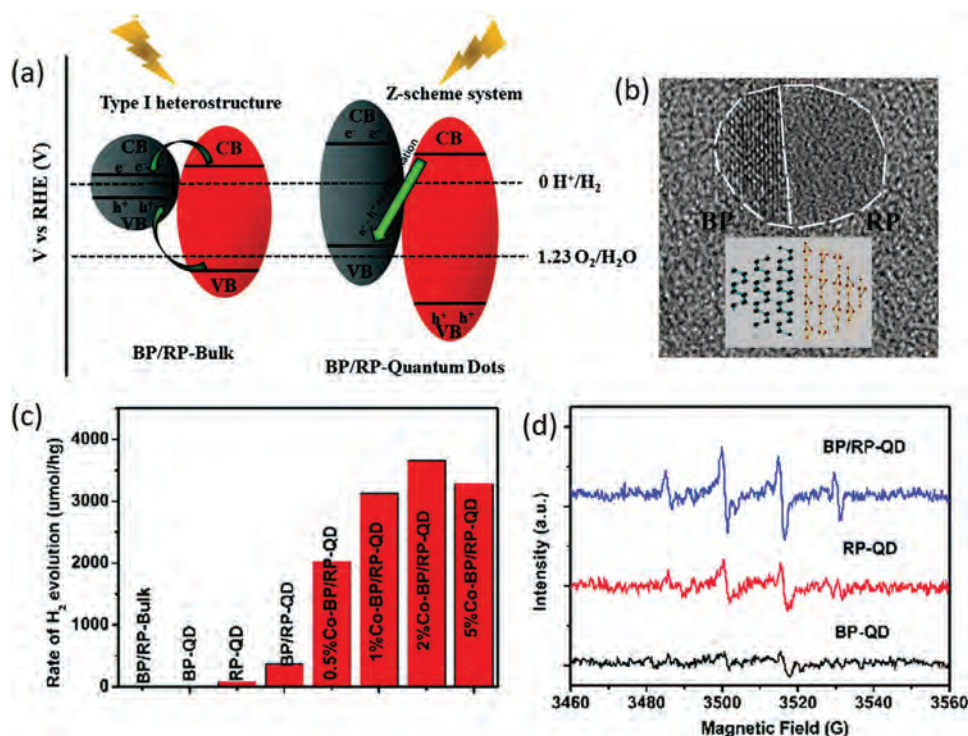 (a)
Type I heterostructure
Z-scheme system
V vs RHE (V)
CB
e⁻ e⁻
h⁺ h⁺
VB
CB
VB
CB
e⁻ e⁻
VB
CB
h⁺ h⁺
VB
0 H⁺/H₂
1.23 O₂/H₂O
BP/RP-Bulk
BP/RP-Quantum Dots
(b)
BP
RP
(c)
Rate of H₂ evolution (umol/hg)
4000
3000
2000
1000
0
BP/RP-Bulk
BP-QD
RP-QD
BP/RP-QD
0.5%Co-BP/RP-QD
1%Co-BP/RP-QD
2%Co-BP/RP-QD
5%Co-BP/RP-QD
(d)
Intensity (a.u.)
BP/RP-QD
RP-QD
BP-QD
3460 3480 3500 3520 3540 3560
Magnetic Field (G)